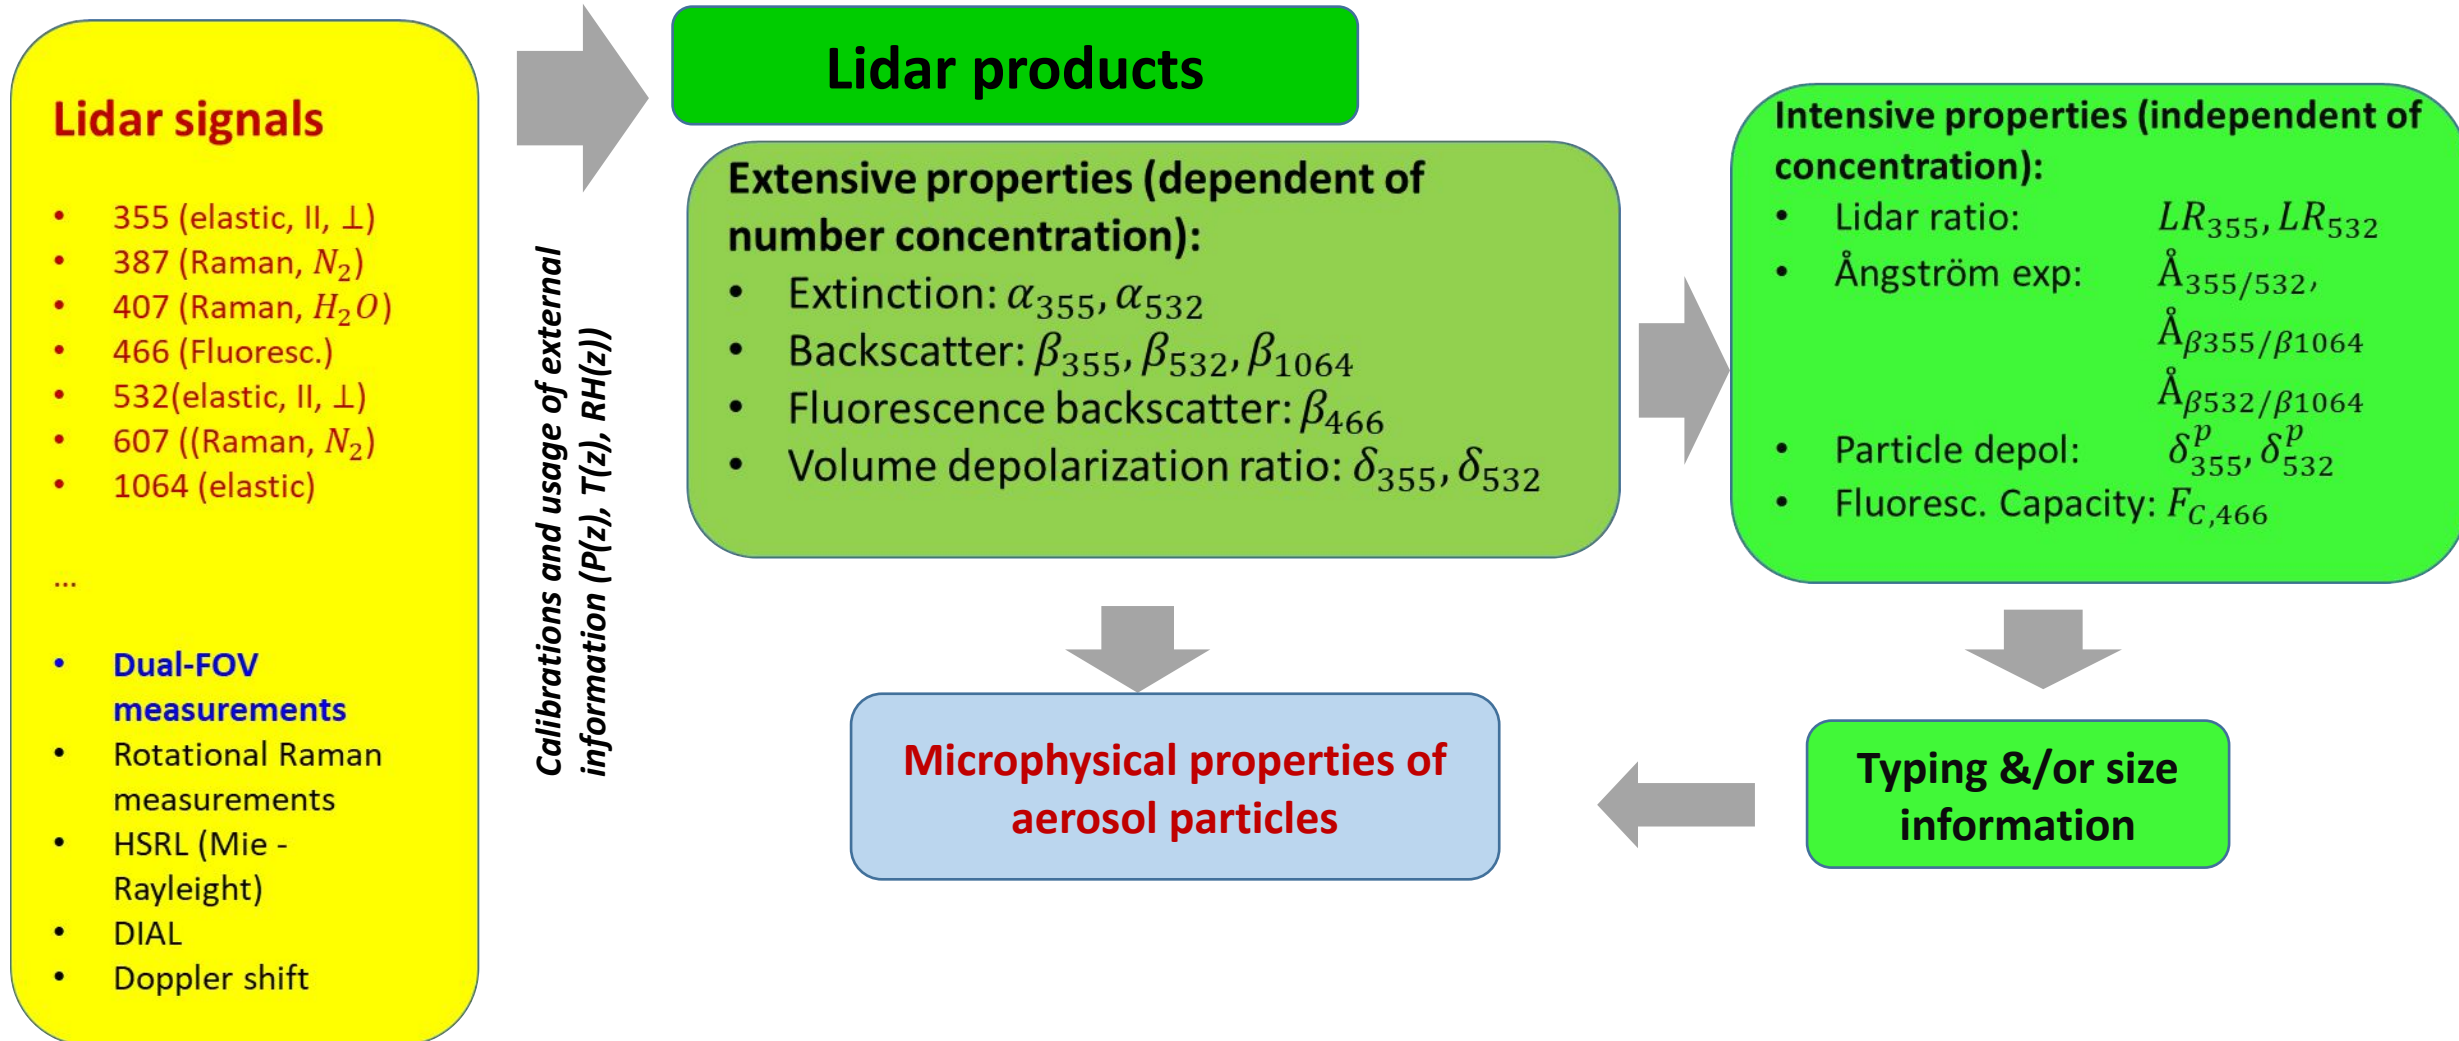 Lidar signals
• 355 (elastic, II, ⊥)
• 387 (Raman, N₂)
• 407 (Raman, H₂O)
• 466 (Fluoresc.)
• 532(elastic, II, ⊥)
• 607 ((Raman, N₂)
• 1064 (elastic)
...
• Dual-FOV
measurements
• Rotational Raman
measurements
• HSRL (Mie -
Rayleight)
• DIAL
• Doppler shift
Calibrations and usage of external
information (P(z), T(z), RH(z))
Lidar products
Extensive properties (dependent of
number concentration):
• Extinction: α₃₅₅, α₅₃₂
• Backscatter: β₃₅₅, β₅₃₂, β₁₀₆₄
• Fluorescence backscatter: β₄₆₆
• Volume depolarization ratio: δ₃₅₅, δ₅₃₂
Intensive properties (independent of
concentration):
• Lidar ratio: LR₃₅₅, LR₅₃₂
• Ångström exp: Å₃₅₅/₅₃₂,
Å_β355/β1064
Å_β532/β1064
• Particle depol: δᵖ₃₅₅, δᵖ₅₃₂
• Fluoresc. Capacity: F_C,466
Microphysical properties of
aerosol particles
Typing &/or size
information